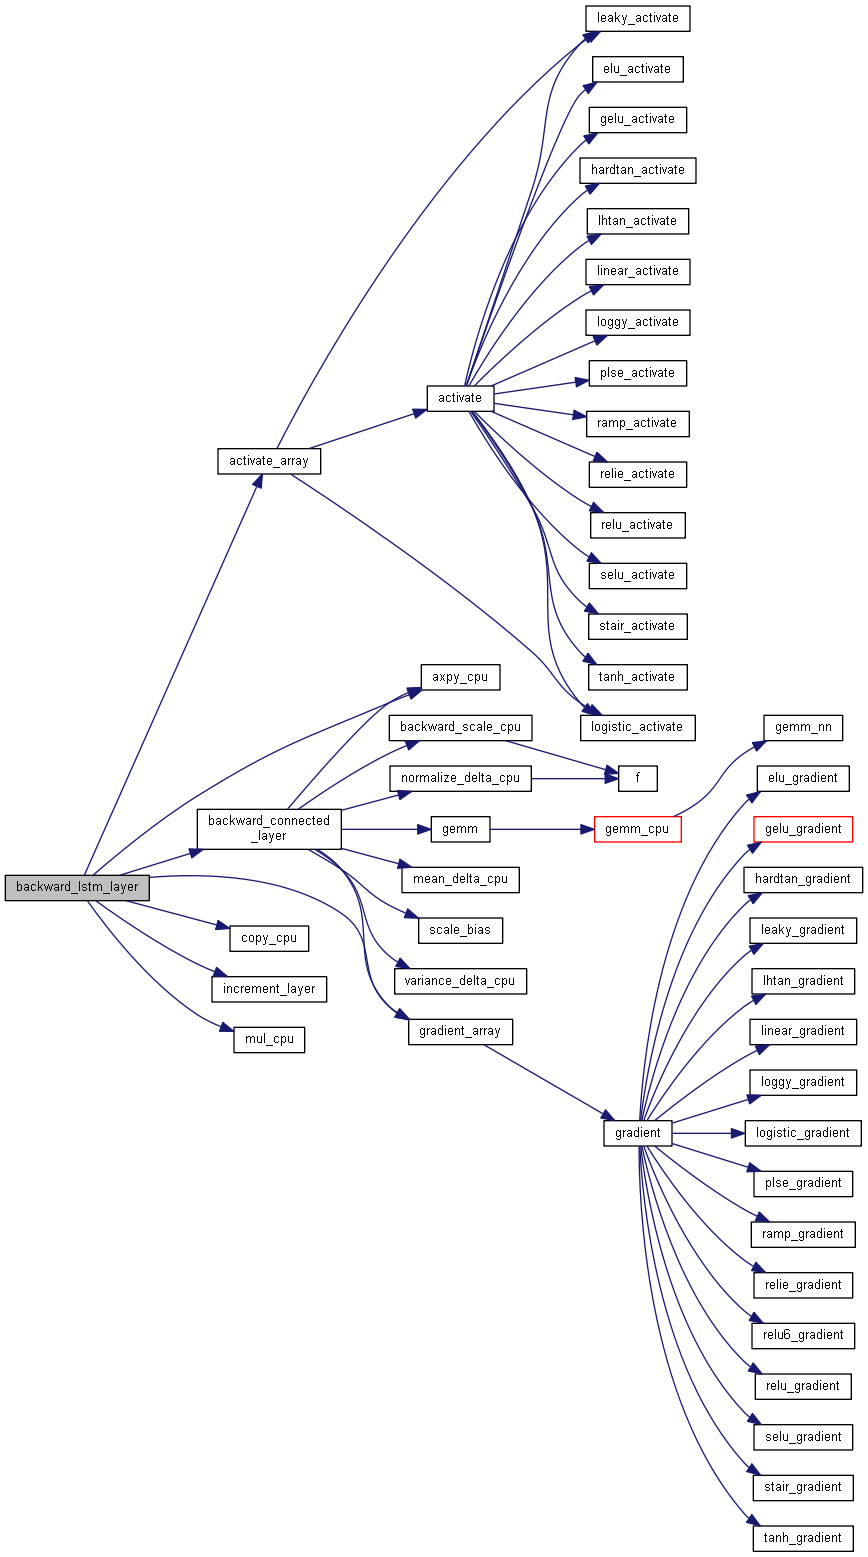 leaky_activate
elu_activate
gelu_activate
hardtan_activate
lhtan_activate
linear_activate
loggy_activate
plse_activate
activate
ramp_activate
activate_array
relie_activate
relu_activate
selu_activate
stair_activate
tanh_activate
axpy_cpu
logistic_activate
backward_scale_cpu
gemm_nn
normalize_delta_cpu
f
elu_gradient
backward_connected
_layer
gemm
gemm_cpu
gelu_gradient
backward_lstm_layer
mean_delta_cpu
hardtan_gradient
copy_cpu
scale_bias
leaky_gradient
increment_layer
variance_delta_cpu
lhtan_gradient
mul_cpu
gradient_array
linear_gradient
loggy_gradient
gradient
logistic_gradient
plse_gradient
ramp_gradient
relie_gradient
relu6_gradient
relu_gradient
selu_gradient
stair_gradient
tanh_gradient